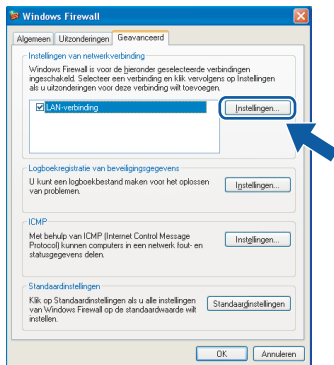 Windows Firewall
Algemeen Uitzonderingen Geavanceerd
Instellingen van netwerkverbinding
Windows Firewall is voor de hieronder geselecteerde verbindingen
ingeschakeld. Selecteer een verbinding en klik vervolgens op Instellingen
als u uitzonderingen voor deze verbinding wilt toevoegen.
LAN-verbinding
Instellingen...
Logboekregistratie van beveiligingsgegevens
U kunt een logboekbestand maken voor het oplossen
van problemen.
Instellingen...
ICMP
Met behulp van ICMP (Internet Control Message
Protocol) kunnen computers in een netwerk fout- en
statusgegevens delen.
Instellingen...
Standaardinstellingen
Klik op Standaardinstellingen als u alle instellingen
van Windows Firewall op de standaardwaarde wilt
instellen.
Standaardinstellingen
OK Annuleren